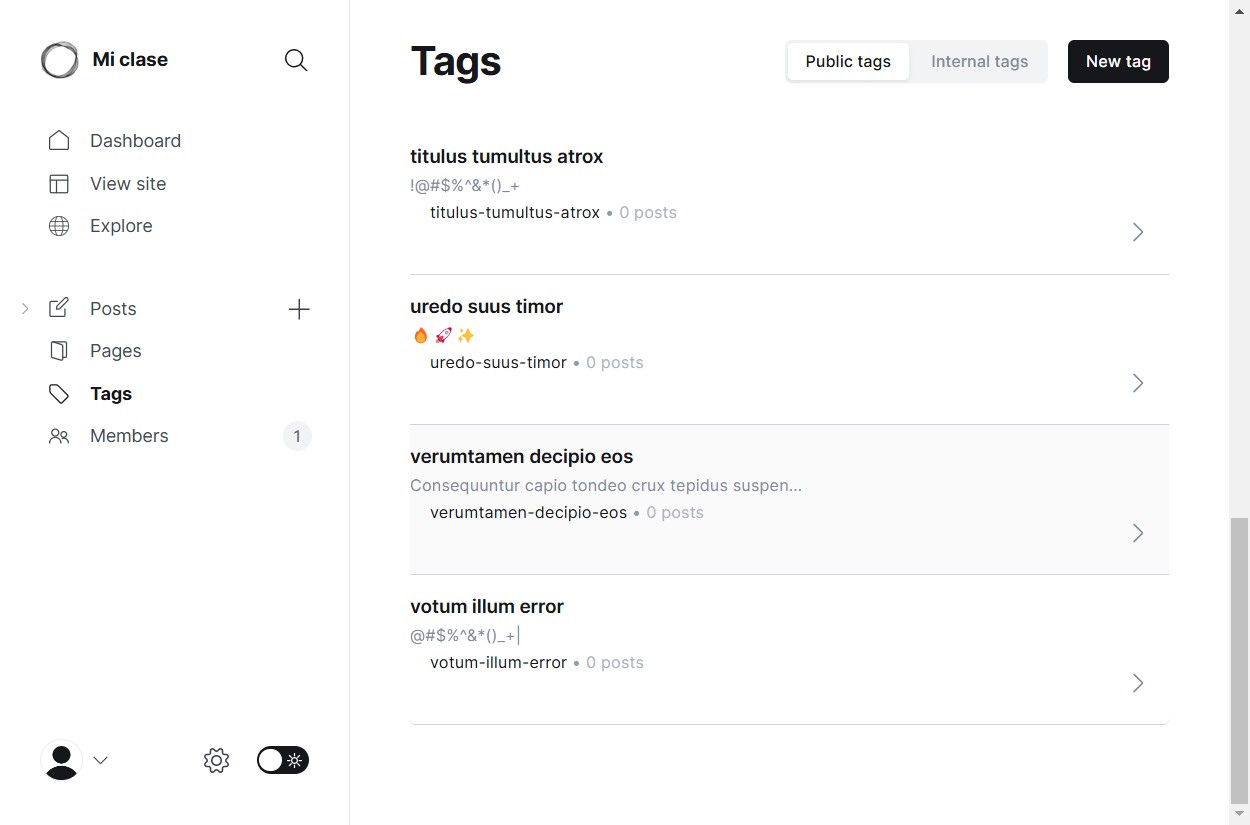 Mi clase
Dashboard
View site
Explore
Posts
Pages
Tags
Members
1
Tags
Public tags
Internal tags
New tag
titulus tumultus atrox
!@#$%^&*()_+
titulus-tumultus-atrox • 0 posts
uredo suus timor
🔥🚀✨
uredo-suus-timor • 0 posts
verumtamen decipio eos
Consequuntur capio tondeo crux tepidus suspen...
verumtamen-decipio-eos • 0 posts
votum illum error
@#$%^&*()_+|
votum-illum-error • 0 posts